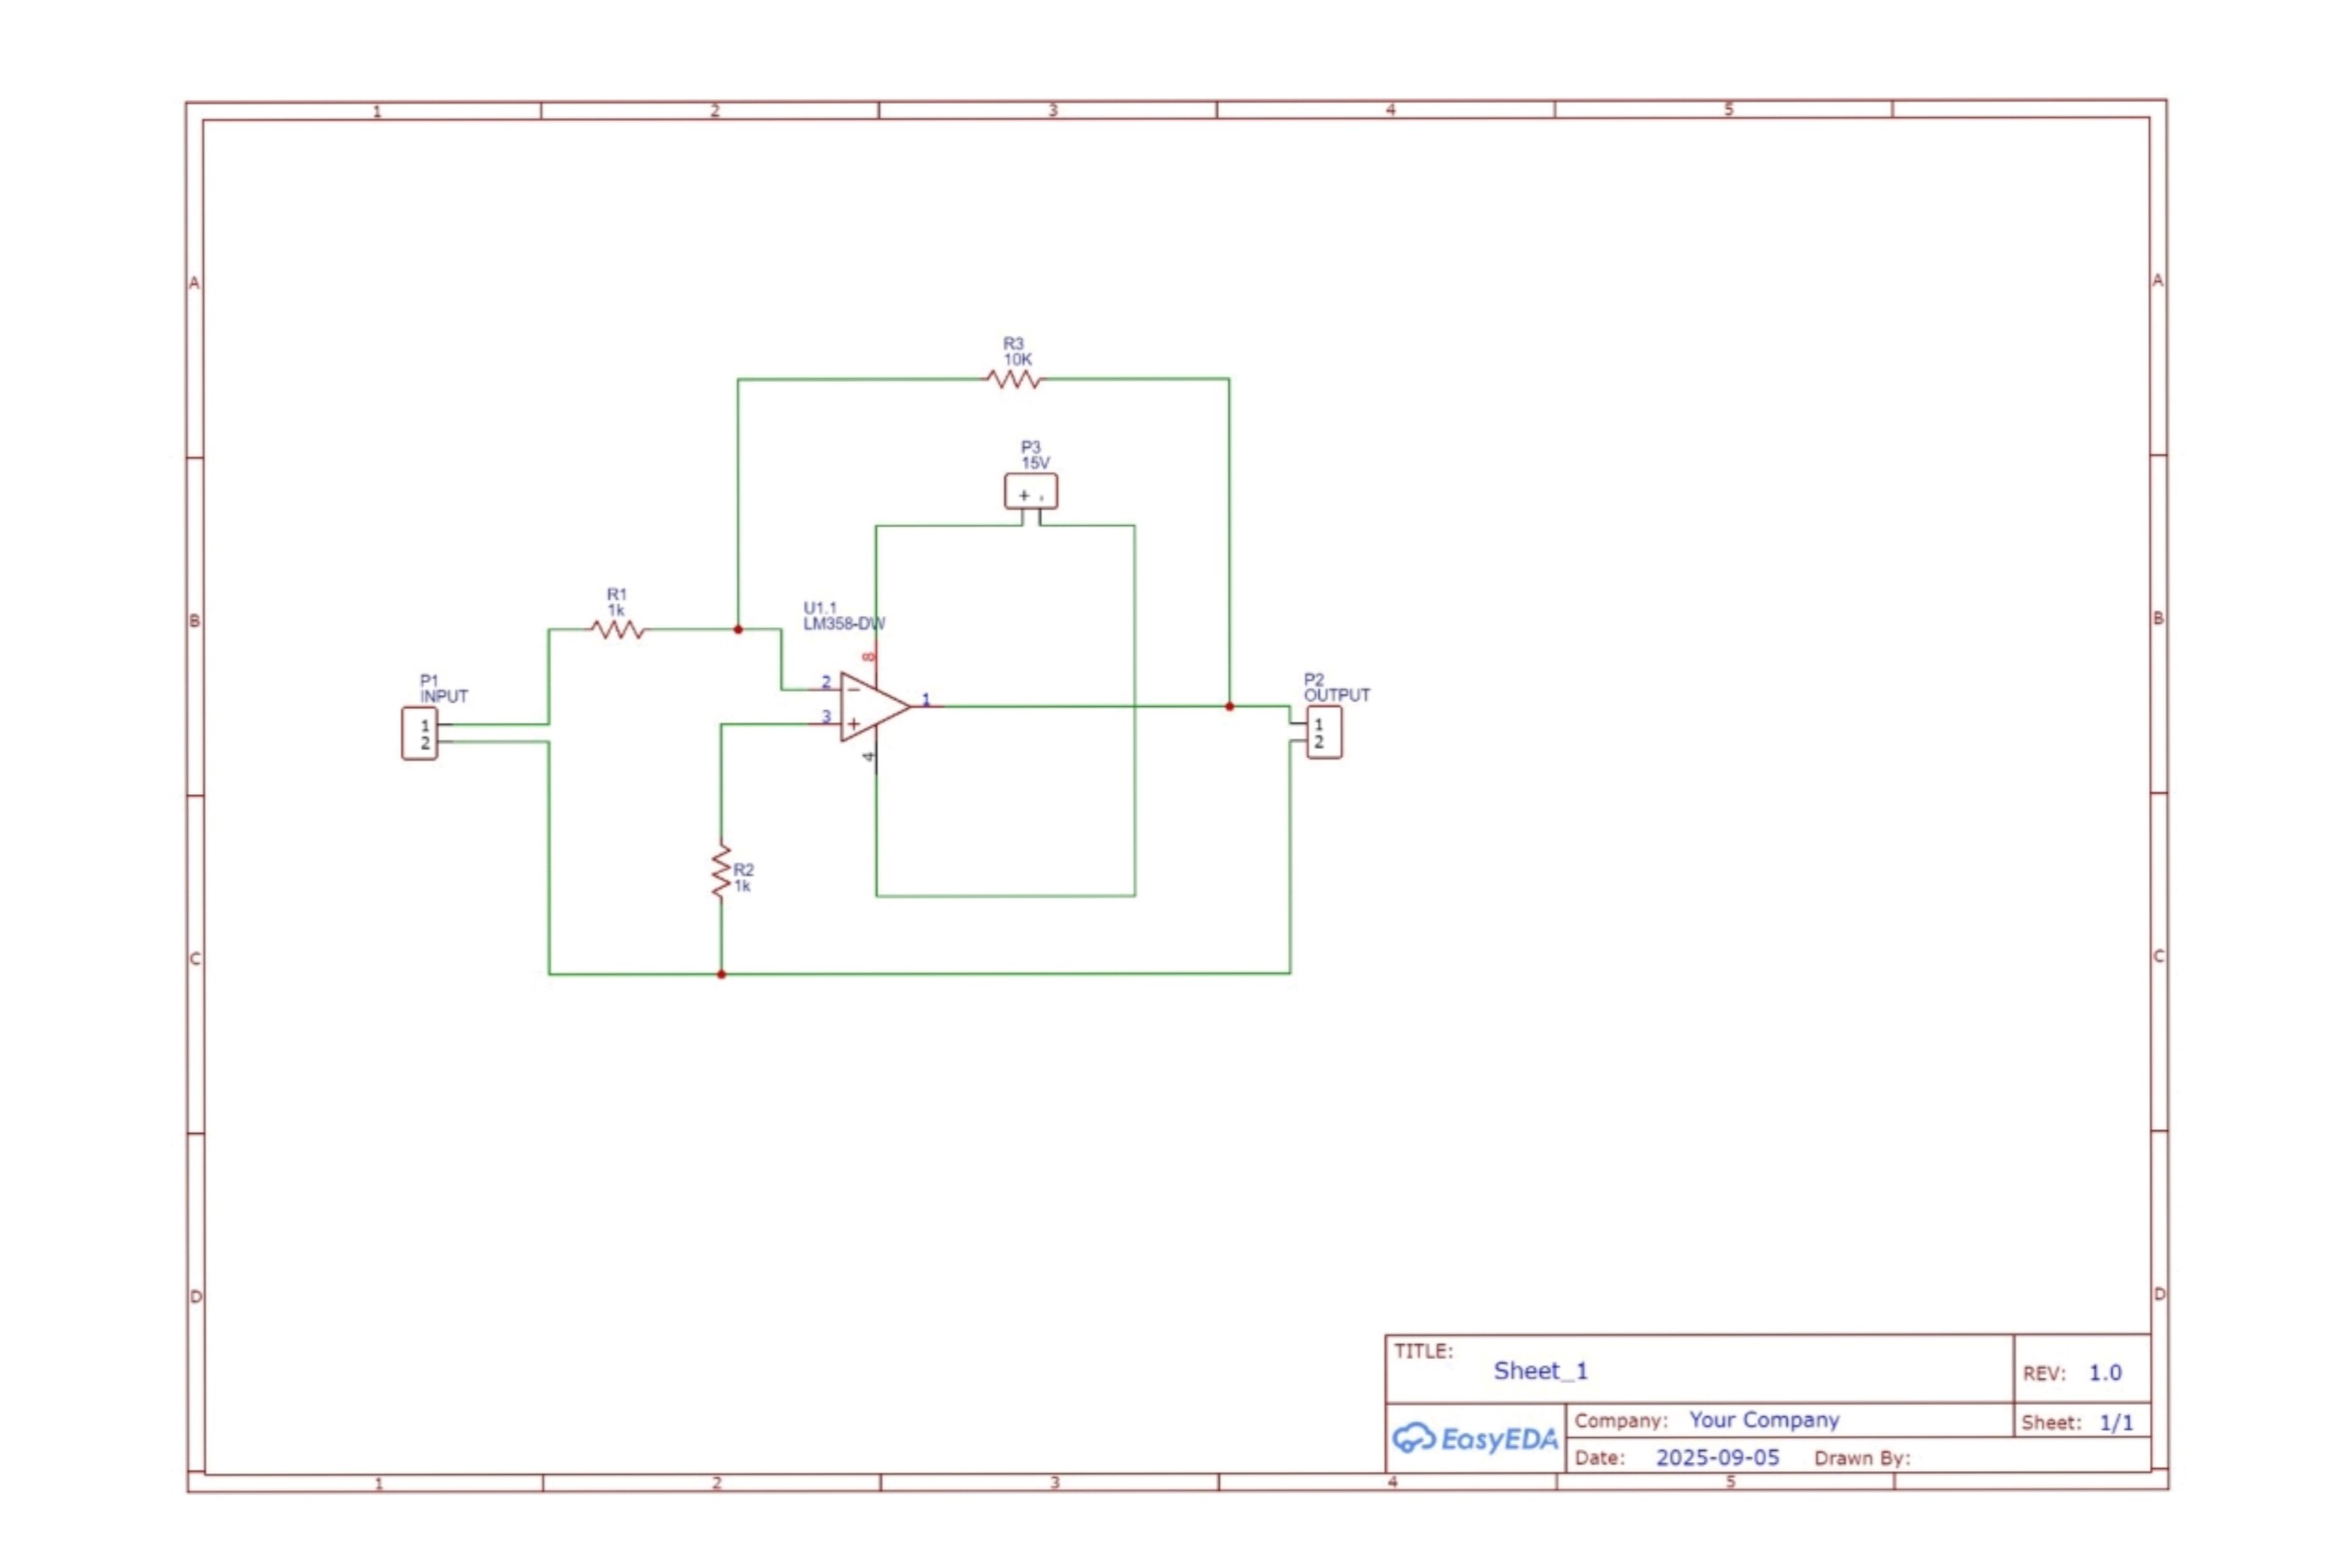 1 2 3 4 5
A A
R3
10K
P3
15V
+ -
R1
1k
B B
U1.1
LM358-DW
8
P1
INPUT
2 −
1
P2
OUTPUT
1
2
3 +
1
2
4
R2
1k
C C
D D
TITLE:
Sheet_1
REV: 1.0
EasyEDA
Company: Your Company
Sheet: 1/1
Date: 2025-09-05 Drawn By:
1 2 3 4 5